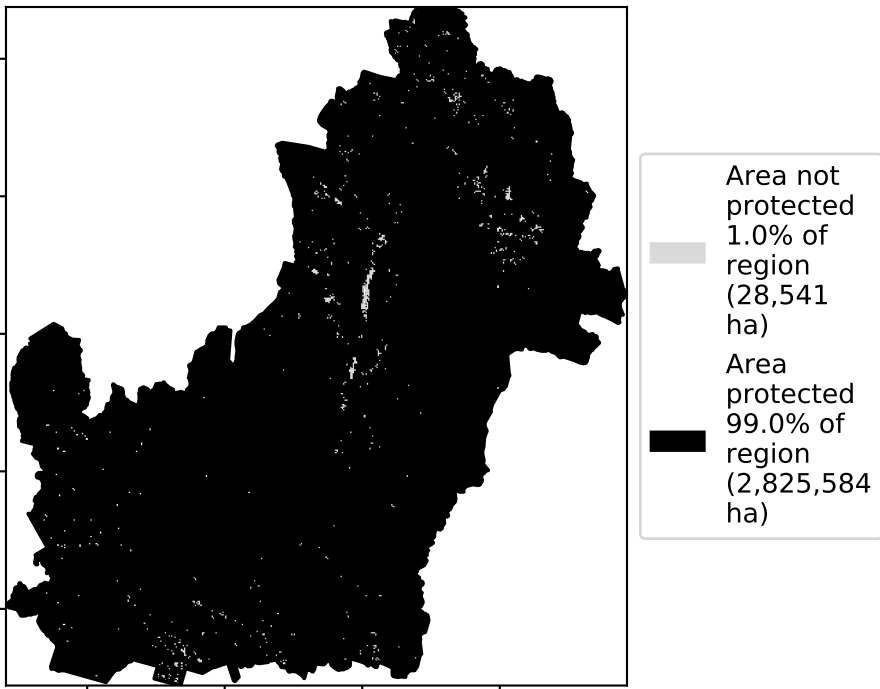 Area not
protected
1.0% of
region
(28,541
ha)
Area
protected
99.0% of
region
(2,825,584
ha)